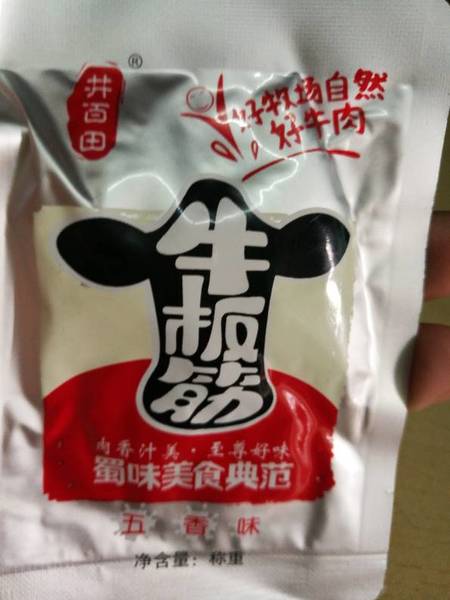 井百田
®
好牧场自然
好牛肉
牛板筋
肉香汁美·至尊好味
蜀味美食典范
五香味
净含量：称重